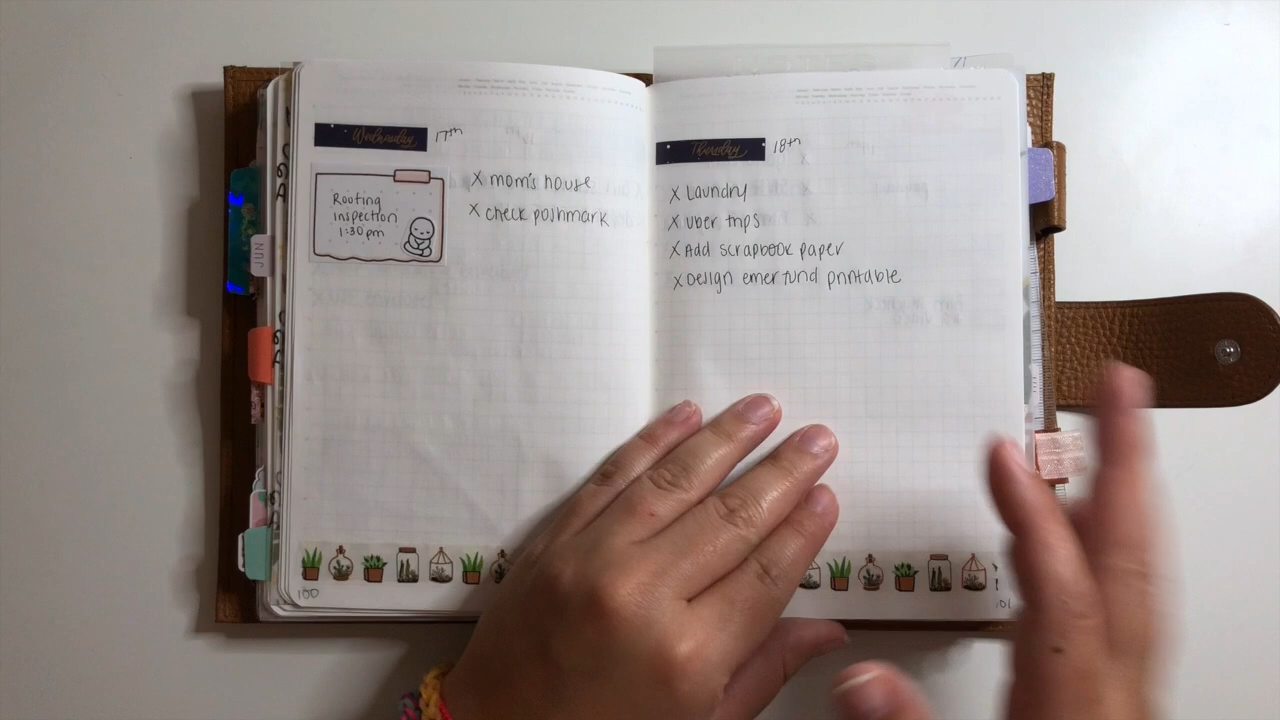 Wednesday 17th
Roofing
inspection
1:30pm
X mom's house
X check poshmark
100
Thursday 18th
X Laundry
X Uber trips
X Add scrapbook paper
X Design emer fund printable
101
JUN